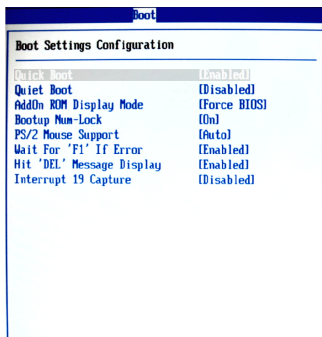 Boot
Boot Settings Configuration
Quick Boot [Enabled]
Quiet Boot [Disabled]
AddOn ROM Display Mode [Force BIOS]
Bootup Num-Lock [On]
PS/2 Mouse Support [Auto]
Wait For 'F1' If Error [Enabled]
Hit 'DEL' Message Display [Enabled]
Interrupt 19 Capture [Disabled]